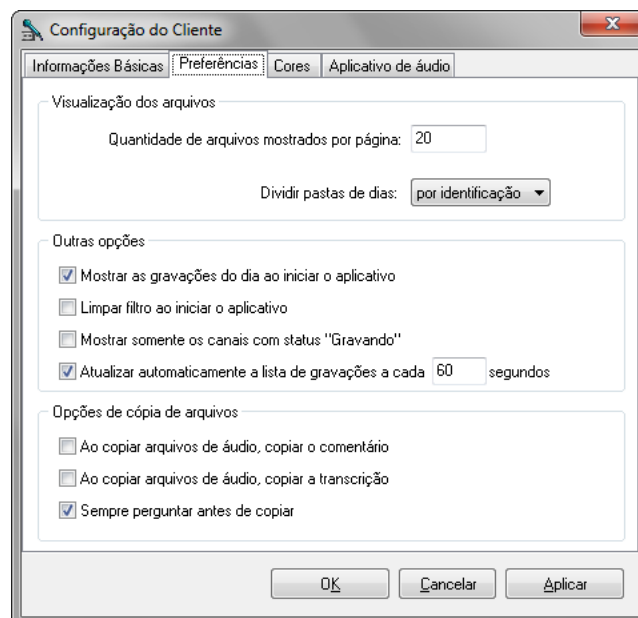 Configuração do Cliente
Informações Básicas Preferências Cores Aplicativo de áudio
Visualização dos arquivos
Quantidade de arquivos mostrados por página: 20
Dividir pastas de dias: por identificação
Outras opções
Mostrar as gravações do dia ao iniciar o aplicativo
Limpar filtro ao iniciar o aplicativo
Mostrar somente os canais com status "Gravando"
Atualizar automaticamente a lista de gravações a cada 60 segundos
Opções de cópia de arquivos
Ao copiar arquivos de áudio, copiar o comentário
Ao copiar arquivos de áudio, copiar a transcrição
Sempre perguntar antes de copiar
OK Cancelar Aplicar